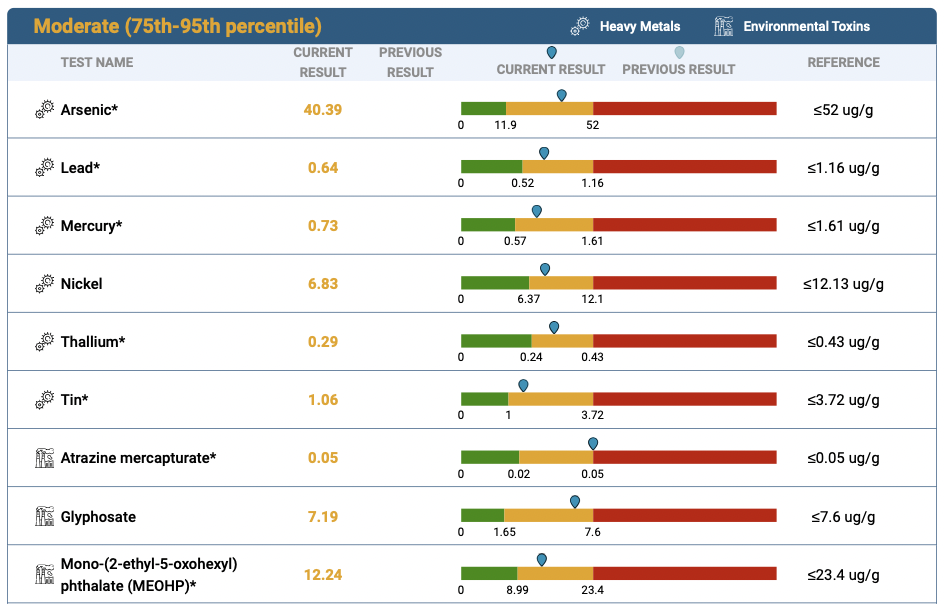 Moderate (75th-95th percentile) Heavy Metals Environmental Toxins
TEST NAME CURRENT RESULT PREVIOUS RESULT CURRENT RESULT PREVIOUS RESULT REFERENCE
Arsenic* 40.39 ≤52 ug/g
0 11.9 52
Lead* 0.64 ≤1.16 ug/g
0 0.52 1.16
Mercury* 0.73 ≤1.61 ug/g
0 0.57 1.61
Nickel 6.83 ≤12.13 ug/g
0 6.37 12.1
Thallium* 0.29 ≤0.43 ug/g
0 0.24 0.43
Tin* 1.06 ≤3.72 ug/g
0 1 3.72
Atrazine mercapturate* 0.05 ≤0.05 ug/g
0 0.02 0.05
Glyphosate 7.19 ≤7.6 ug/g
0 1.65 7.6
Mono-(2-ethyl-5-oxohexyl)
phthalate (MEOHP)* 12.24 ≤23.4 ug/g
0 8.99 23.4